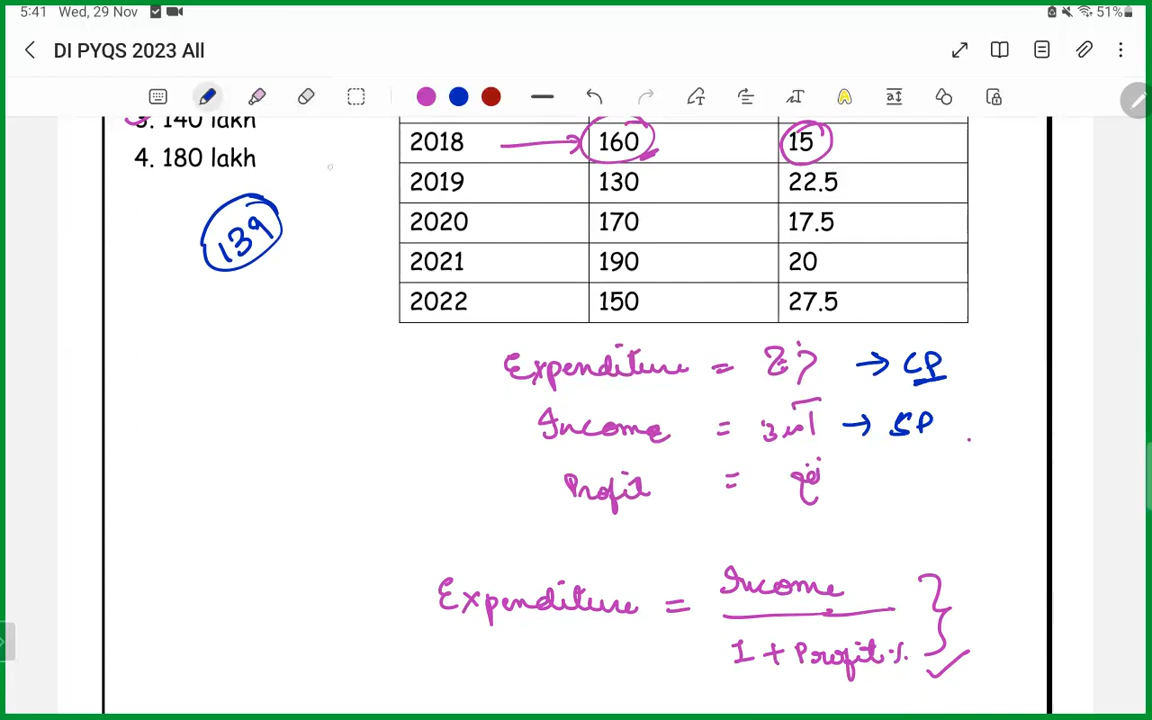 5:41 Wed, 29 Nov 51%
DI PYQS 2023 All
3. 140 lakh
4. 180 lakh
139
2018 → 160 15
2019 130 22.5
2020 170 17.5
2021 190 20
2022 150 27.5
Expenditure = → CP
Income = → SP
Profit =
Expenditure = Income
1 + Profit%